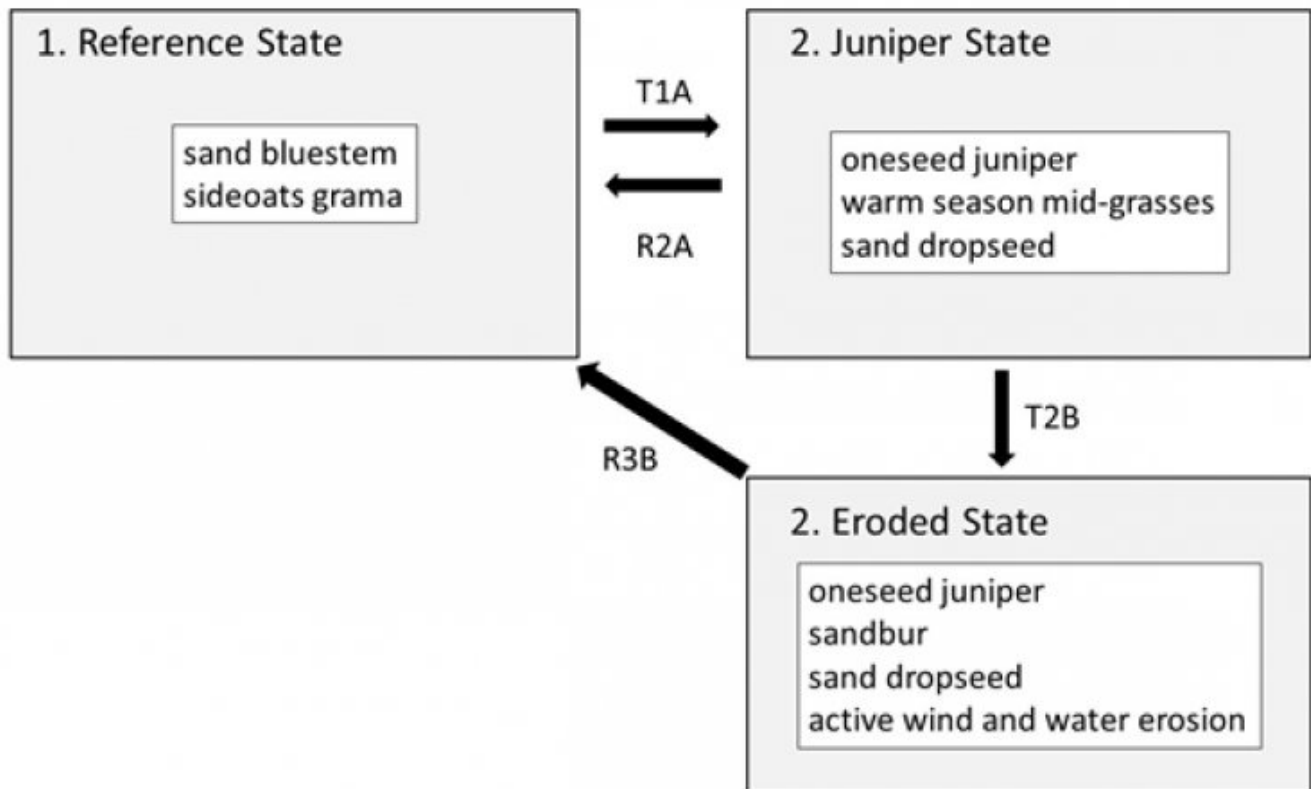 1. Reference State
sand bluestem
sideoats grama
T1A
R2A
2. Juniper State
oneseed juniper
warm season mid-grasses
sand dropseed
T2B
R3B
2. Eroded State
oneseed juniper
sandbur
sand dropseed
active wind and water erosion